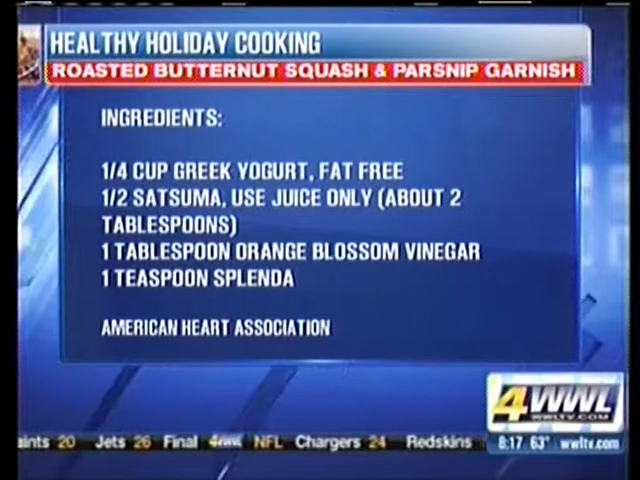 HEALTHY HOLIDAY COOKING
ROASTED BUTTERNUT SQUASH & PARSNIP GARNISH
INGREDIENTS:
1/4 CUP GREEK YOGURT, FAT FREE
1/2 SATSUMA, USE JUICE ONLY (ABOUT 2
TABLESPOONS)
1 TABLESPOON ORANGE BLOSSOM VINEGAR
1 TEASPOON SPLENDA
AMERICAN HEART ASSOCIATION
4WWL
WWLTV.COM
aints 20 Jets 26 Final 4WWL NFL Chargers 24 Redskins
8:17 63° wwltv.com